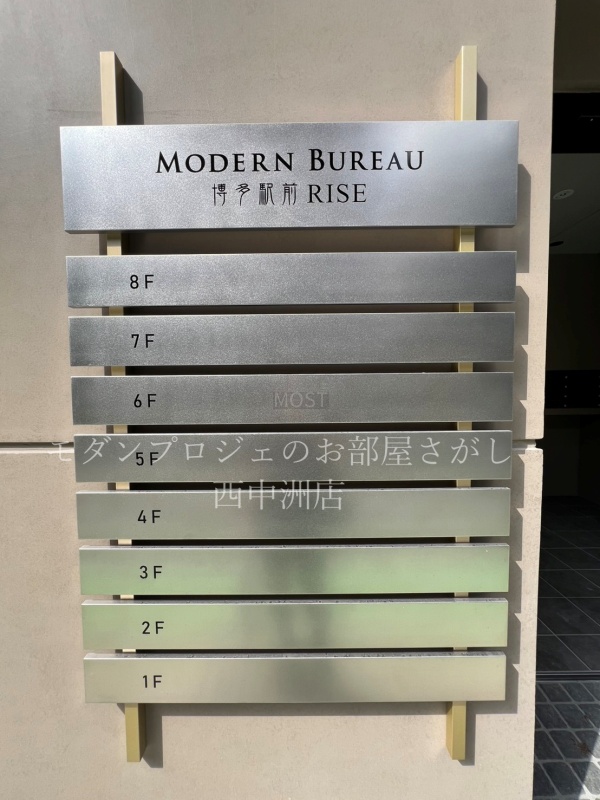 MODERN BUREAU
博多駅前 RISE
8F
7F
6F MOST
モダンプロジェのお部屋さがし
5F
西中洲店
4F
3F
2F
1F